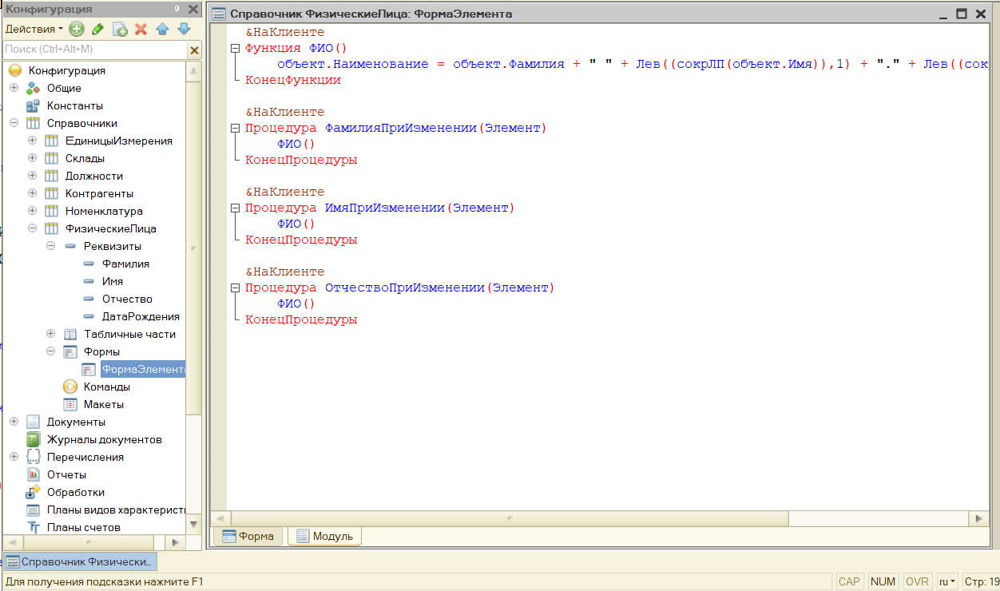 Конфигурация
Действия
Поиск (Ctrl+Alt+M)
Конфигурация
Общие
Константы
Справочники
ЕдиницыИзмерения
Склады
Должности
Контрагенты
Номенклатура
ФизическиеЛица
Реквизиты
Фамилия
Имя
Отчество
ДатаРождения
Табличные части
Формы
ФормаЭлемента
Команды
Макеты
Документы
Журналы документов
Перечисления
Отчеты
Обработки
Планы видов характерист
Планы счетов
Справочник ФизическиеЛица: ФормаЭлемента
&НаКлиенте
Функция ФИО()
объект.Наименование = объект.Фамилия + " " + Лев((сокрЛП(объект.Имя)),1) + "." + Лев((сок
КонецФункции
&НаКлиенте
Процедура ФамилияПриИзменении(Элемент)
ФИО()
КонецПроцедуры
&НаКлиенте
Процедура ИмяПриИзменении(Элемент)
ФИО()
КонецПроцедуры
&НаКлиенте
Процедура ОтчествоПриИзменении(Элемент)
ФИО()
КонецПроцедуры
Форма
Модуль
Справочник Физически...
Для получения подсказки нажмите F1
CAP
NUM
OVR
ru
Стр: 19